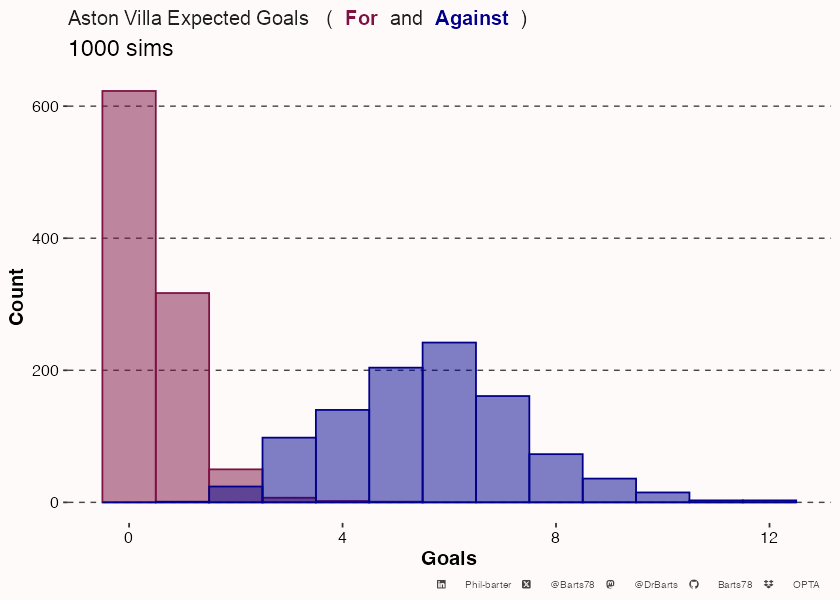 Aston Villa Expected Goals ( For and Against )
1000 sims
600
400
200
0
Count
0 4 8 12
Goals
Phil-barter @Barts78 @DrBarts Barts78 OPTA